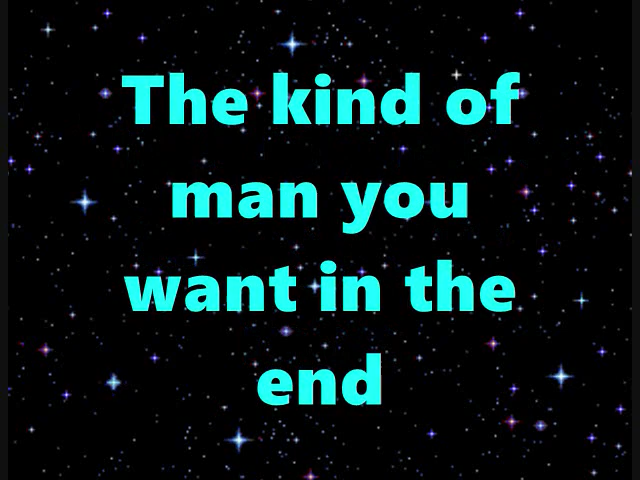 The kind of
man you
want in the
end